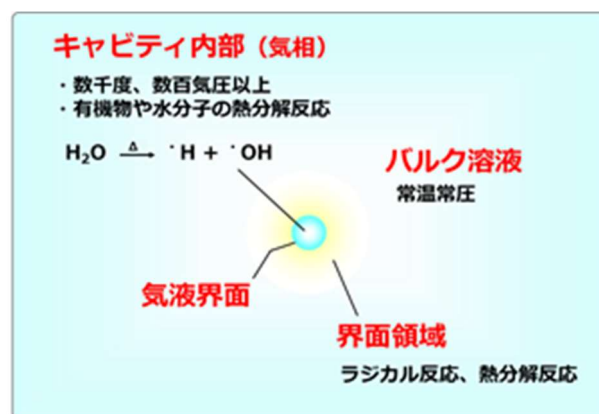 キャビティ内部（気相）
・数千度、数百気圧以上
・有機物や水分子の熱分解反応
H₂O —Δ→ ˙H + ˙OH
バルク溶液
常温常圧
気液界面
界面領域
ラジカル反応、熱分解反応